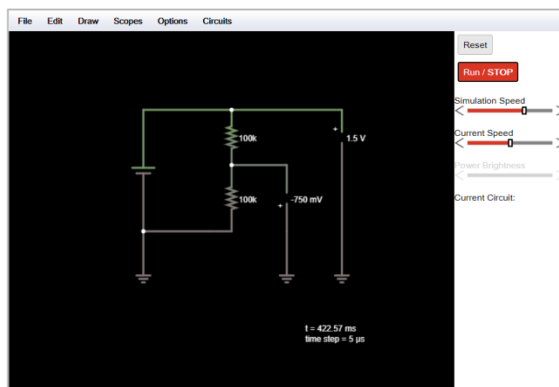 File Edit Draw Scopes Options Circuits
Reset
Run / STOP
Simulation Speed
Current Speed
Power Brightness
Current Circuit:
+
1.5 V
100k
100k
-750 mV
+
t = 422.57 ms
time step = 5 µs